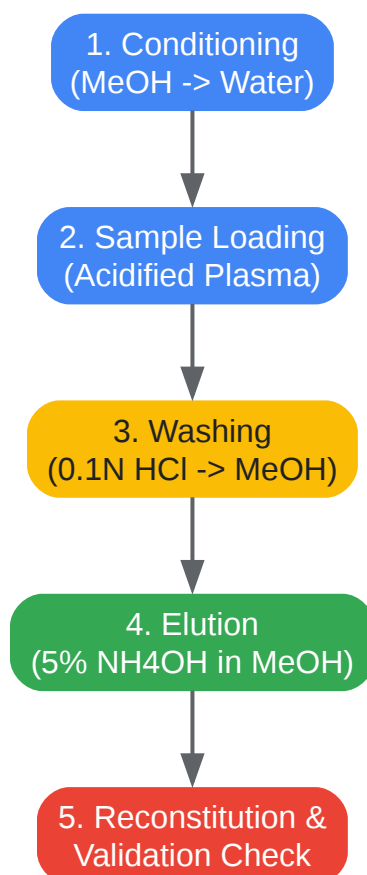 1. Conditioning
(MeOH -> Water)
2. Sample Loading
(Acidified Plasma)
3. Washing
(0.1N HCl -> MeOH)
4. Elution
(5% NH4OH in MeOH)
5. Reconstitution &
Validation Check